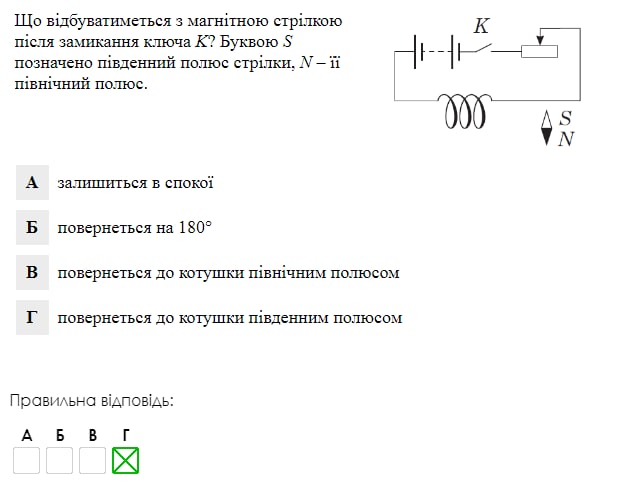 Що відбуватиметься з магнітною стрілкою
після замикання ключа K? Буквою S
позначено південний полюс стрілки, N – її
північний полюс.
K
S
N
А залишиться в спокої
Б повернеться на 180°
В повернеться до котушки північним полюсом
Г повернеться до котушки південним полюсом
Правильна відповідь:
А Б В Г